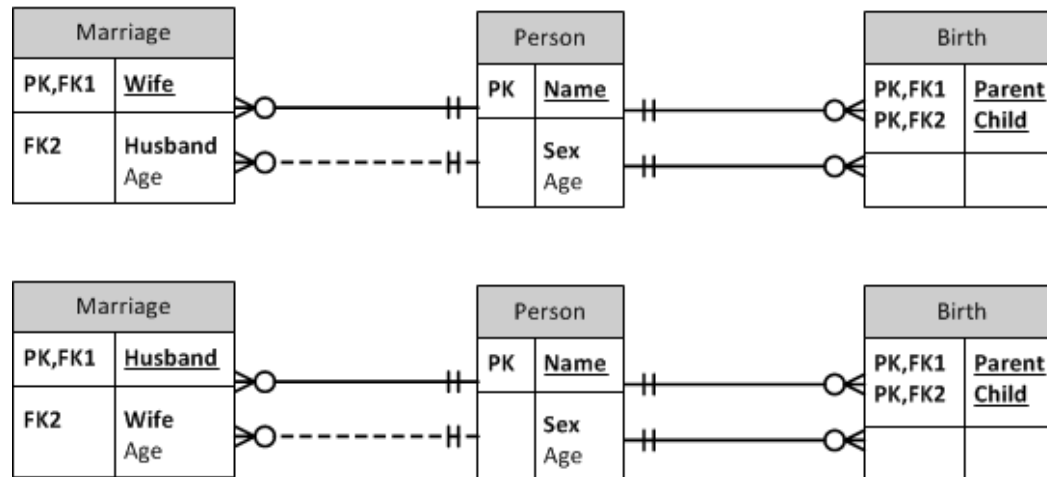 Marriage
PK,FK1 Wife
FK2 Husband
Age
Person
PK Name
Sex
Age
Birth
PK,FK1 Parent
PK,FK2 Child
Marriage
PK,FK1 Husband
FK2 Wife
Age
Person
PK Name
Sex
Age
Birth
PK,FK1 Parent
PK,FK2 Child